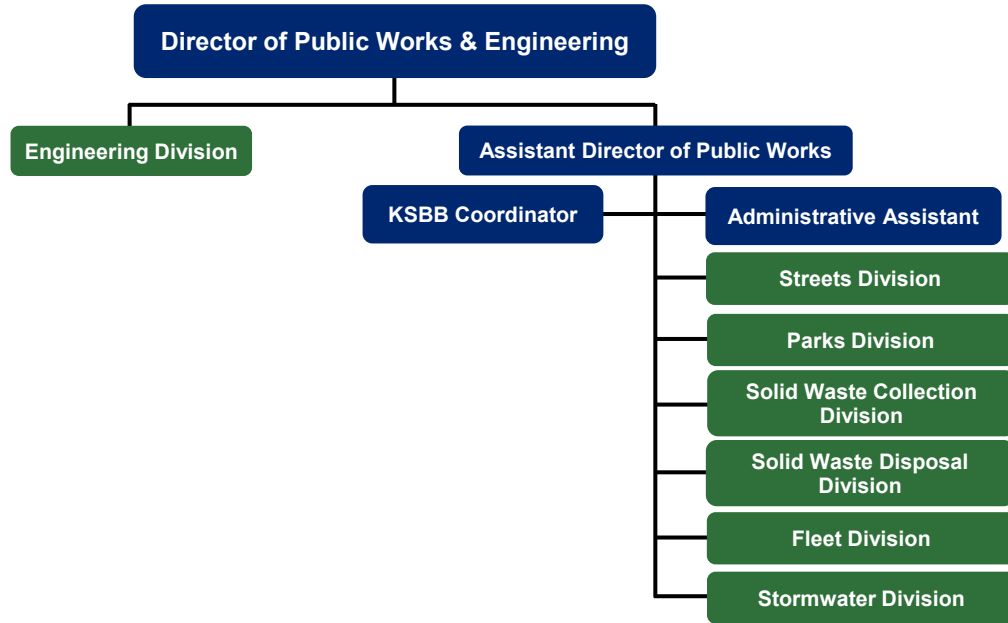 Director of Public Works & Engineering
Engineering Division
Assistant Director of Public Works
KSBB Coordinator
Administrative Assistant
Streets Division
Parks Division
Solid Waste Collection
Division
Solid Waste Disposal
Division
Fleet Division
Stormwater Division